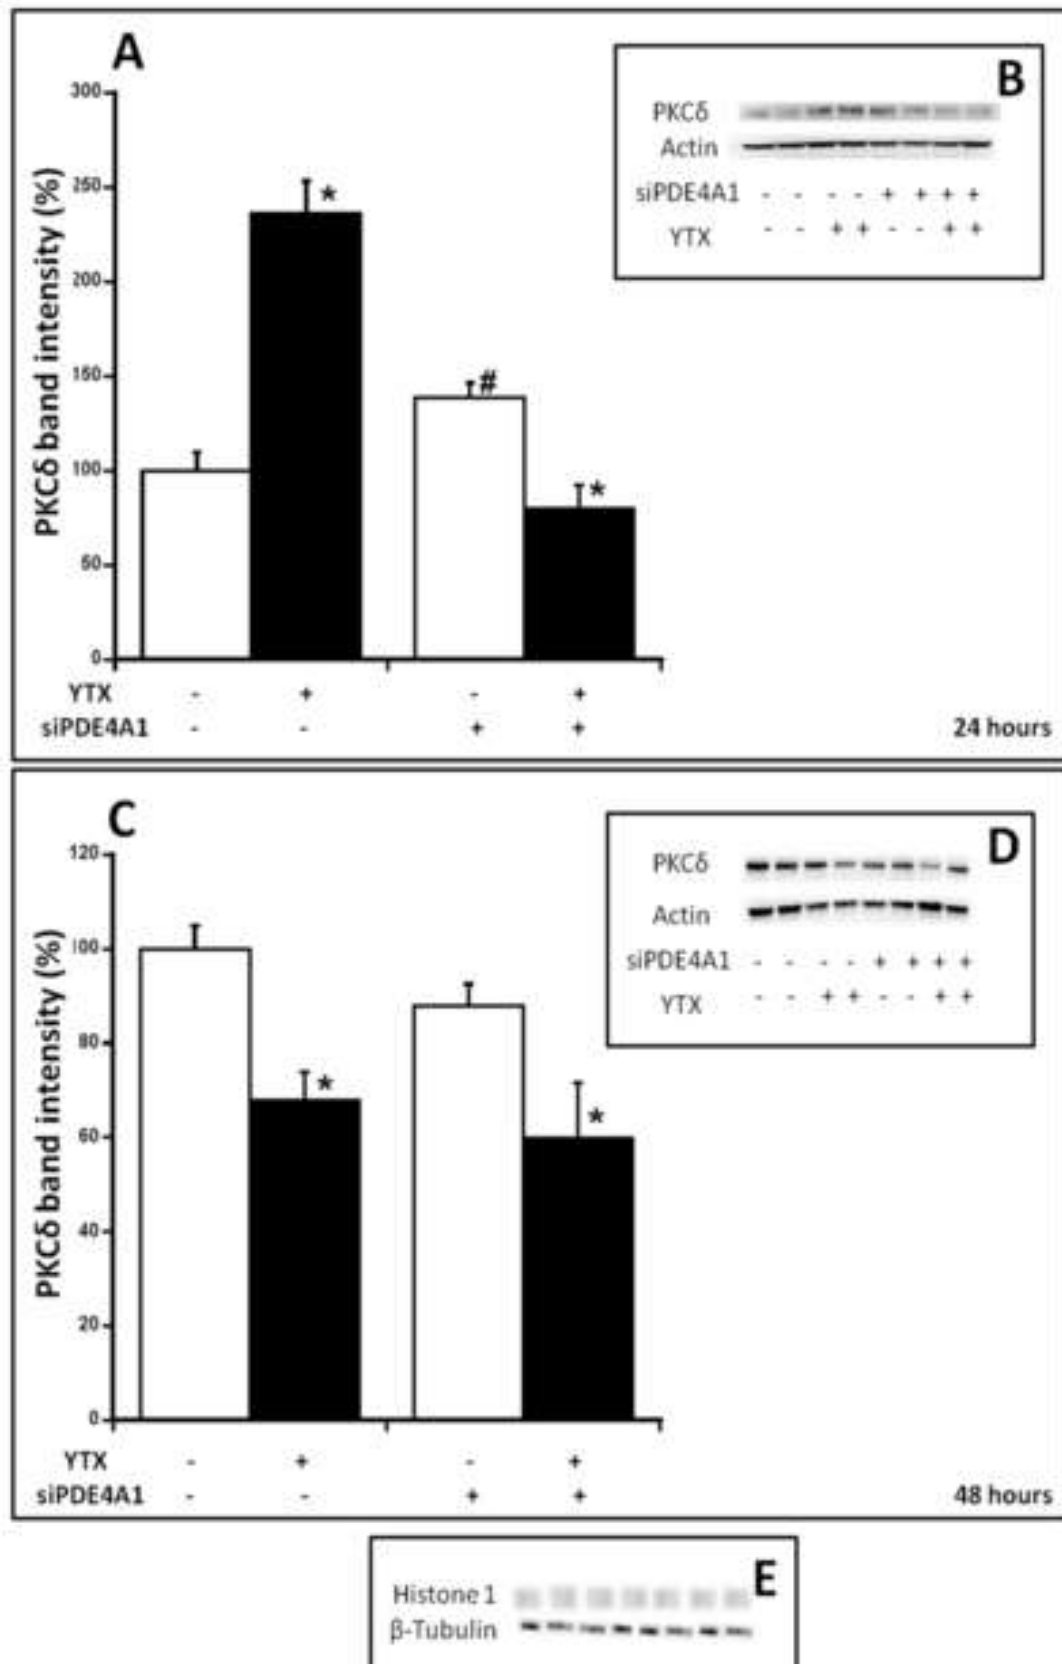 A
B
PKCδ
Actin
siPDE4A1 - - - - + + + +
YTX - - + + - - + +
PKCδ band intensity (%)
300
250
200
150
100
50
0
*
#
*
YTX - + - +
siPDE4A1 - - + +
24 hours
C
D
PKCδ
Actin
siPDE4A1 - - - - + + + +
YTX - - + + - - + +
PKCδ band intensity (%)
120
100
80
60
40
20
0
*
*
YTX - + - +
siPDE4A1 - - + +
48 hours
E
Histone 1
β-Tubulin